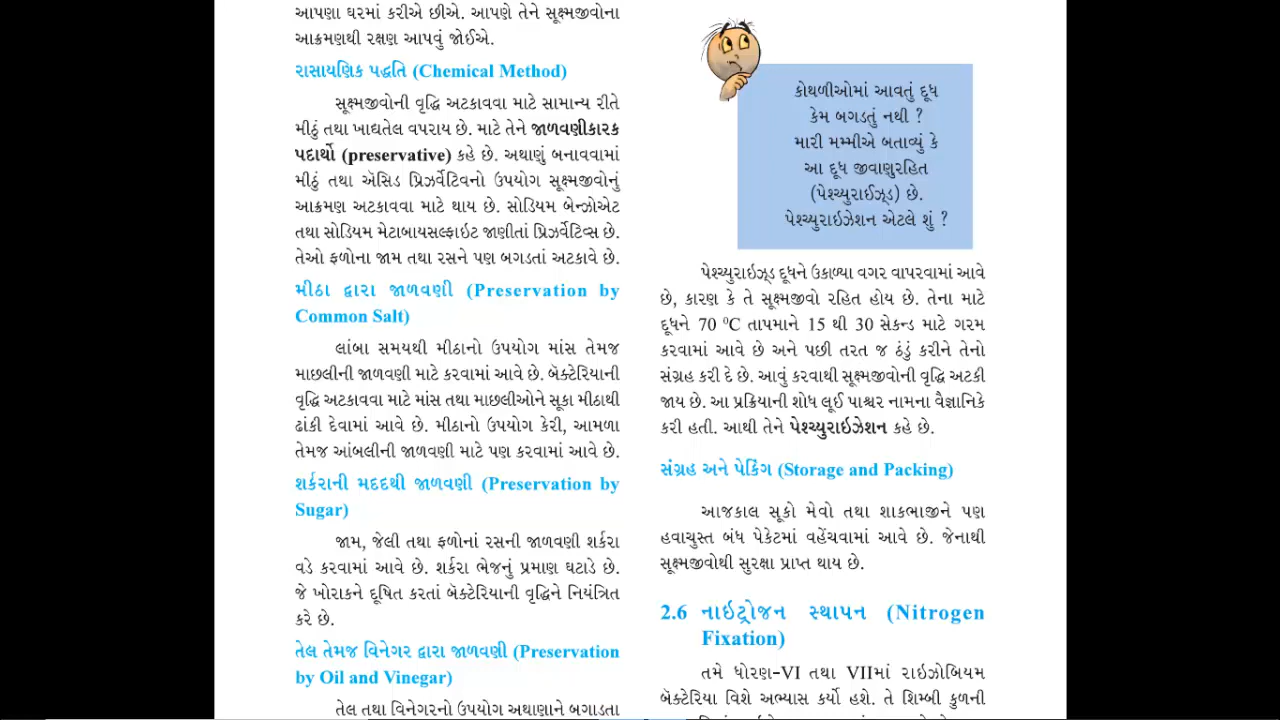 આપણા ઘરમાં કરીએ છીએ. આપણે તેને સૂક્ષ્મજીવોના
આક્રમણથી રક્ષણ આપવું જોઈએ.
રાસાયણિક પદ્ધતિ (Chemical Method)
સૂક્ષ્મજીવોની વૃદ્ધિ અટકાવવા માટે સામાન્ય રીતે
મીઠું તથા ખાદ્યતેલ વપરાય છે. માટે તેને જાળવણીકારક
પદાર્થો (preservative) કહે છે. અથાણું બનાવવામાં
મીઠું તથા ઍસિડ પ્રિઝર્વેટિવનો ઉપયોગ સૂક્ષ્મજીવોનું
આક્રમણ અટકાવવા માટે થાય છે. સોડિયમ બેન્ઝોએટ
તથા સોડિયમ મેટાબાયસલ્ફાઇટ જાણીતાં પ્રિઝર્વેટિવ્સ છે.
તેઓ ફળોના જામ તથા રસને પણ બગડતાં અટકાવે છે.
મીઠા દ્વારા જાળવણી (Preservation by
Common Salt)
લાંબા સમયથી મીઠાનો ઉપયોગ માંસ તેમજ
માછલીની જાળવણી માટે કરવામાં આવે છે. બૅક્ટેરિયાની
વૃદ્ધિ અટકાવવા માટે માંસ તથા માછલીઓને સૂકા મીઠાથી
ઢાંકી દેવામાં આવે છે. મીઠાનો ઉપયોગ કેરી, આમળા
તેમજ આંબલીની જાળવણી માટે પણ કરવામાં આવે છે.
શર્કરાની મદદથી જાળવણી (Preservation by
Sugar)
જામ, જેલી તથા ફળોનાં રસની જાળવણી શર્કરા
વડે કરવામાં આવે છે. શર્કરા ભેજનું પ્રમાણ ઘટાડે છે.
જે ખોરાકને દૂષિત કરતાં બૅક્ટેરિયાની વૃદ્ધિને નિયંત્રિત
કરે છે.
તેલ તેમજ વિનેગર દ્વારા જાળવણી (Preservation
by Oil and Vinegar)
તેલ તથા વિનેગરનો ઉપયોગ અથાણાને બગાડતા
કોથળીઓમાં આવતું દૂધ
કેમ બગડતું નથી ?
મારી મમ્મીએ બતાવ્યું કે
આ દૂધ જીવાણુરહિત
(પેશ્ચ્યુરાઈઝ્ડ) છે.
પેશ્ચ્યુરાઇઝેશન એટલે શું ?
પેશ્ચ્યુરાઇઝ્ડ દૂધને ઉકાળ્યા વગર વાપરવામાં આવે
છે, કારણ કે તે સૂક્ષ્મજીવો રહિત હોય છે. તેના માટે
દૂધને 70 ⁰C તાપમાને 15 થી 30 સેકન્ડ માટે ગરમ
કરવામાં આવે છે અને પછી તરત જ ઠંડું કરીને તેનો
સંગ્રહ કરી દે છે. આવું કરવાથી સૂક્ષ્મજીવોની વૃદ્ધિ અટકી
જાય છે. આ પ્રક્રિયાની શોધ લૂઈ પાશ્ચર નામના વૈજ્ઞાનિકે
કરી હતી. આથી તેને પેશ્ચ્યુરાઇઝેશન કહે છે.
સંગ્રહ અને પેકિંગ (Storage and Packing)
આજકાલ સૂકો મેવો તથા શાકભાજીને પણ
હવાચુસ્ત બંધ પેકેટમાં વહેંચવામાં આવે છે. જેનાથી
સૂક્ષ્મજીવોથી સુરક્ષા પ્રાપ્ત થાય છે.
2.6 નાઇટ્રોજન સ્થાપન (Nitrogen
Fixation)
તમે ધોરણ-VI તથા VIIમાં રાઇઝોબિયમ
બૅક્ટેરિયા વિશે અભ્યાસ કર્યો હશે. તે શિમ્બી કુળની